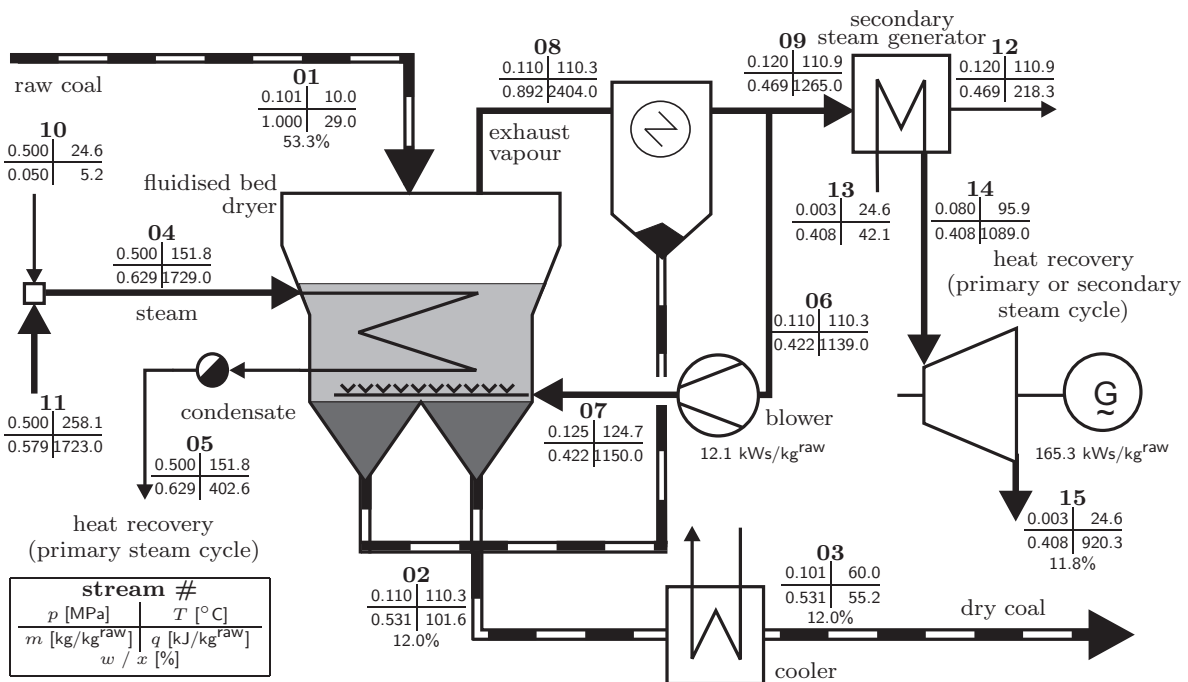 secondary
steam generator
08
09
12
raw coal
01
0.110 110.3
0.892 2404.0
0.120 110.9
0.469 1265.0
0.120 110.9
0.469 218.3
0.101 10.0
1.000 29.0
53.3%
10
0.500 24.6
0.050 5.2
exhaust
vapour
fluidised bed
dryer
13
0.003 24.6
0.408 42.1
14
0.080 95.9
0.408 1089.0
04
0.500 151.8
0.629 1729.0
steam
heat recovery
(primary or secondary
steam cycle)
06
0.110 110.3
0.422 1139.0
11
0.500 258.1
0.579 1723.0
condensate
05
0.500 151.8
0.629 402.6
07
0.125 124.7
0.422 1150.0
blower
12.1 kWs/kg^raw
G
~
165.3 kWs/kg^raw
15
0.003 24.6
0.408 920.3
11.8%
heat recovery
(primary steam cycle)
02
0.110 110.3
0.531 101.6
12.0%
03
0.101 60.0
0.531 55.2
12.0%
dry coal
cooler
stream #
p [MPa] T [°C]
m [kg/kg^raw] q [kJ/kg^raw]
w / x [%]